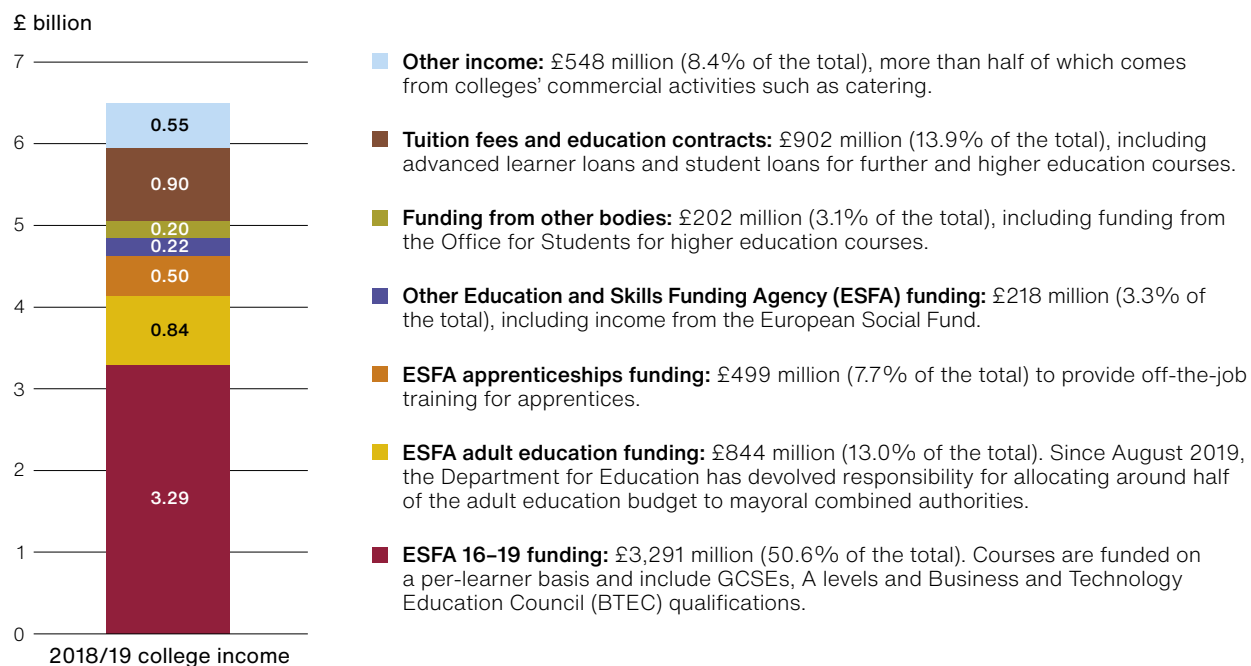 £ billion
7
6
5
4
3
2
1
0
0.55
0.90
0.20
0.22
0.50
0.84
3.29
2018/19 college income
Other income: £548 million (8.4% of the total), more than half of which comes
from colleges’ commercial activities such as catering.
Tuition fees and education contracts: £902 million (13.9% of the total), including
advanced learner loans and student loans for further and higher education courses.
Funding from other bodies: £202 million (3.1% of the total), including funding from
the Office for Students for higher education courses.
Other Education and Skills Funding Agency (ESFA) funding: £218 million (3.3% of
the total), including income from the European Social Fund.
ESFA apprenticeships funding: £499 million (7.7% of the total) to provide off-the-job
training for apprentices.
ESFA adult education funding: £844 million (13.0% of the total). Since August 2019,
the Department for Education has devolved responsibility for allocating around half
of the adult education budget to mayoral combined authorities.
ESFA 16–19 funding: £3,291 million (50.6% of the total). Courses are funded on
a per-learner basis and include GCSEs, A levels and Business and Technology
Education Council (BTEC) qualifications.